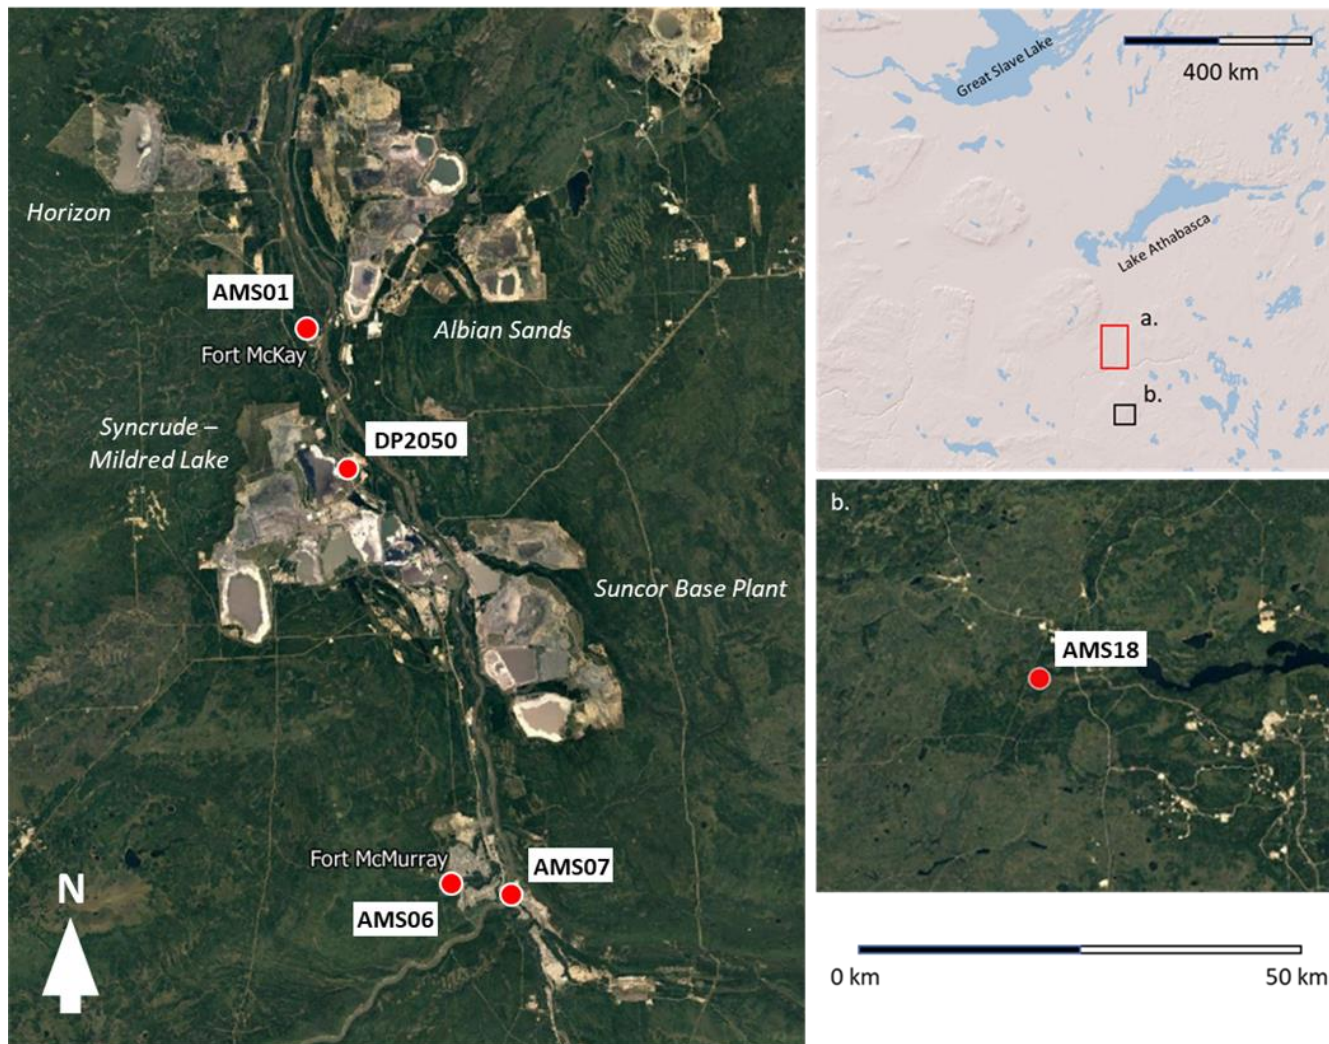 Horizon
AMS01
Fort McKay
Albian Sands
Syncrude –
Mildred Lake
DP2050
Suncor Base Plant
Fort McMurray
AMS07
AMS06
N
Great Slave Lake
400 km
Lake Athabasca
a.
b.
b.
AMS18
0 km
50 km